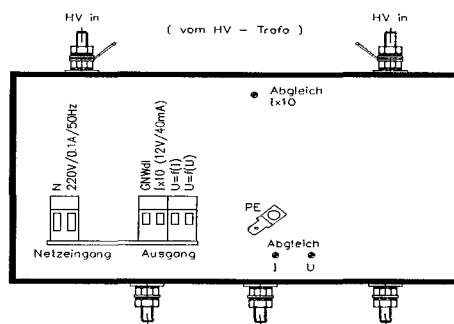 HV in
( vom HV - Trafo )
HV in
Abgleich
Ix10
N
220V/0.1A/50Hz
GNWdl
Ix10 (12V/40mA)
U=f(I)
U=f(U)
PE
Netzeingang
Ausgang
Abgleich
I
U